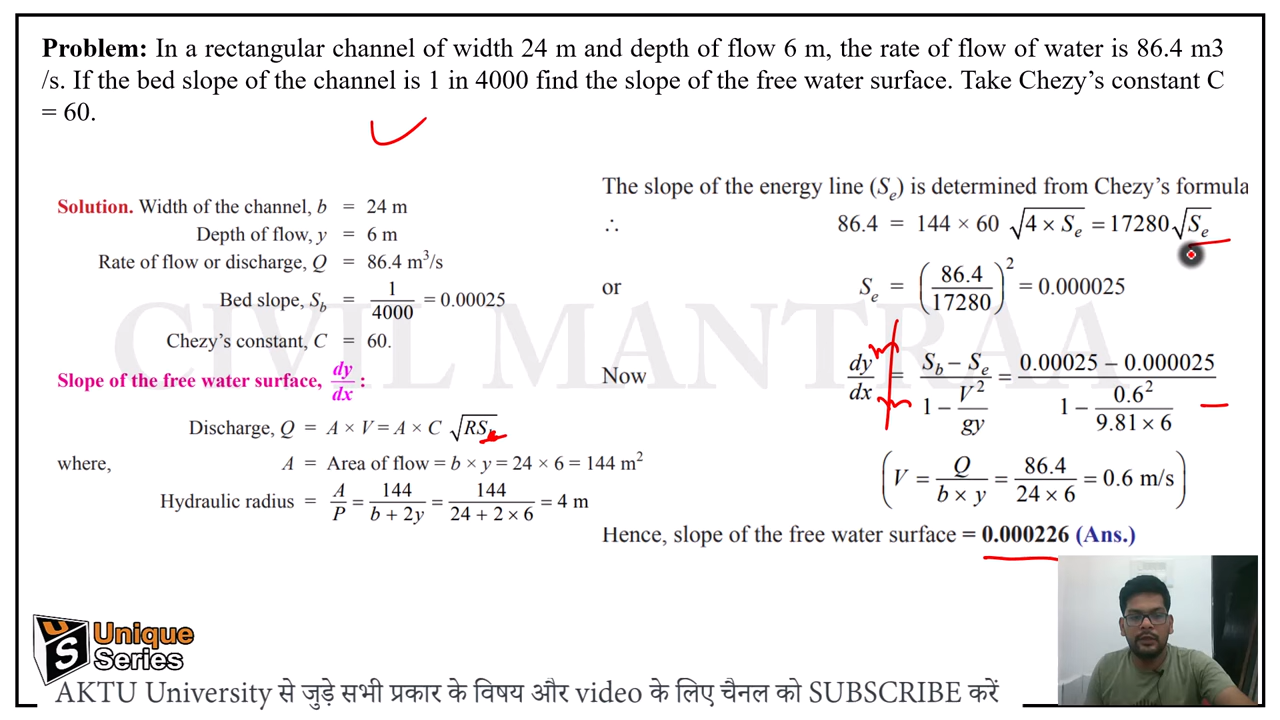 Problem: In a rectangular channel of width 24 m and depth of flow 6 m, the rate of flow of water is 86.4 m3
/s. If the bed slope of the channel is 1 in 4000 find the slope of the free water surface. Take Chezy's constant C
= 60.
CIVIL MANTRAA
Solution. Width of the channel, b = 24 m
Depth of flow, y = 6 m
Rate of flow or discharge, Q = 86.4 m³/s
Bed slope, S_b = 1/4000 = 0.00025
Chezy's constant, C = 60.
Slope of the free water surface, dy/dx :
Discharge, Q = A × V = A × C √RS
where, A = Area of flow = b × y = 24 × 6 = 144 m²
Hydraulic radius = A/P = 144/(b + 2y) = 144/(24 + 2 × 6) = 4 m
The slope of the energy line (S_e) is determined from Chezy's formula
∴ 86.4 = 144 × 60 √(4 × S_e) = 17280√S_e
or S_e = (86.4/17280)² = 0.000025
Now dy/dx = (S_b − S_e)/(1 − V²/gy) = (0.00025 − 0.000025)/(1 − 0.6²/(9.81 × 6))
(V = Q/(b × y) = 86.4/(24 × 6) = 0.6 m/s)
Hence, slope of the free water surface = 0.000226 (Ans.)
US Unique
Series
AKTU University से जुड़े सभी प्रकार के विषय और video के लिए चैनल को SUBSCRIBE करें